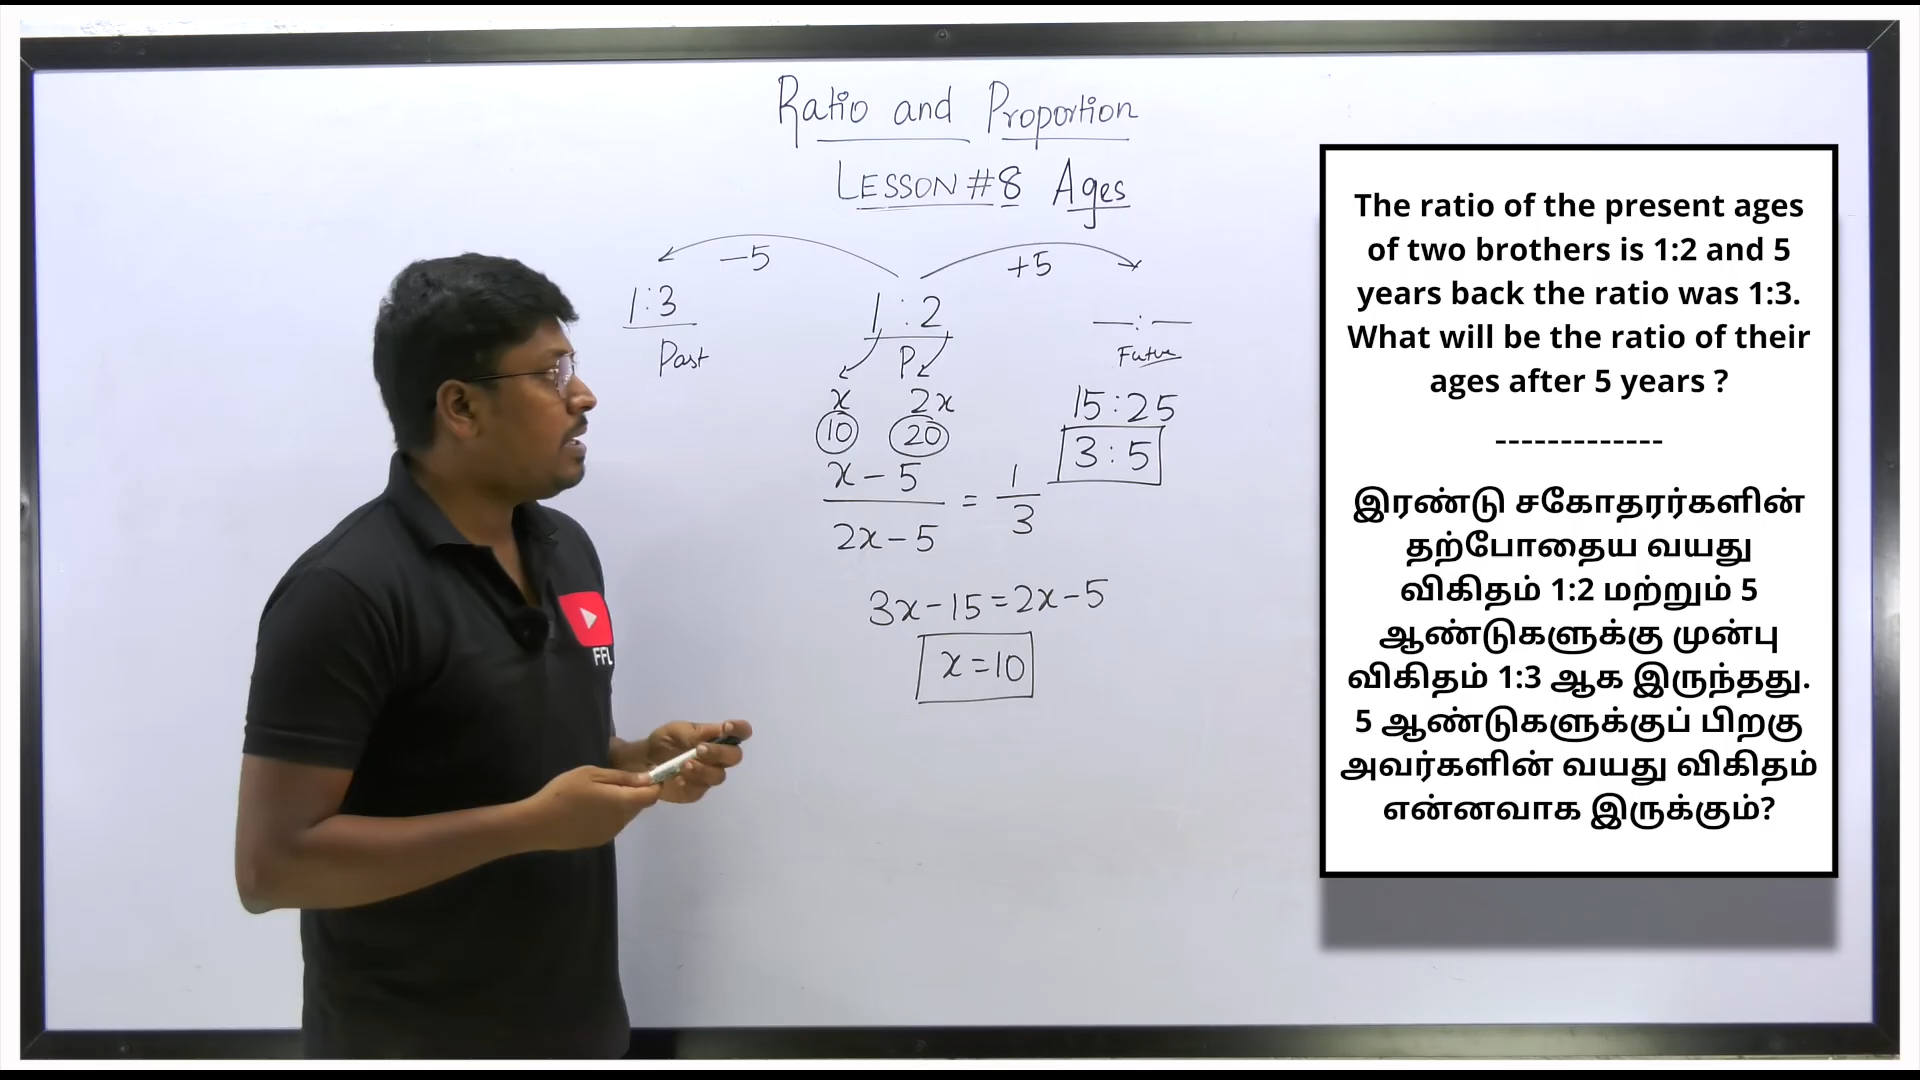 Ratio and Proportion
LESSON #8 Ages
-5
+5
1:3
1:2
__:__
Past
P
Future
x 2x
10 20
15:25
3:5
x-5
2x-5
=
1
3
3x-15=2x-5
x=10
FFL
The ratio of the present ages
of two brothers is 1:2 and 5
years back the ratio was 1:3.
What will be the ratio of their
ages after 5 years ?
-------------
இரண்டு சகோதரர்களின்
தற்போதைய வயது
விகிதம் 1:2 மற்றும் 5
ஆண்டுகளுக்கு முன்பு
விகிதம் 1:3 ஆக இருந்தது.
5 ஆண்டுகளுக்குப் பிறகு
அவர்களின் வயது விகிதம்
என்னவாக இருக்கும்?